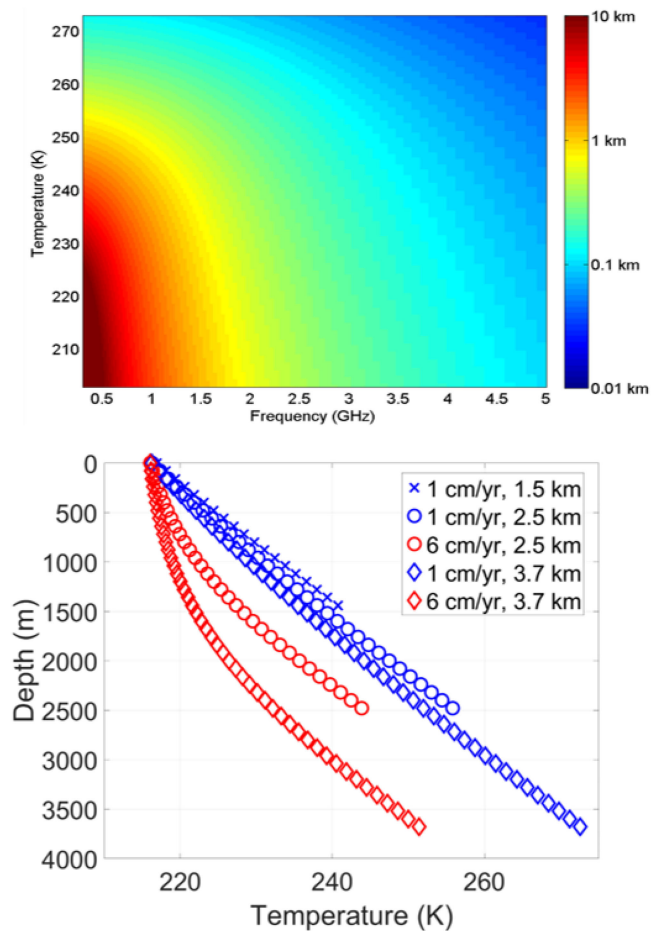 270
260
250
240
230
220
210
Temperature (K)
0.5 1 1.5 2 2.5 3 3.5 4 4.5 5
Frequency (GHz)
10 km
1 km
0.1 km
0.01 km
0
500
1000
1500
2000
2500
3000
3500
4000
Depth (m)
1 cm/yr, 1.5 km
1 cm/yr, 2.5 km
6 cm/yr, 2.5 km
1 cm/yr, 3.7 km
6 cm/yr, 3.7 km
220 240 260
Temperature (K)